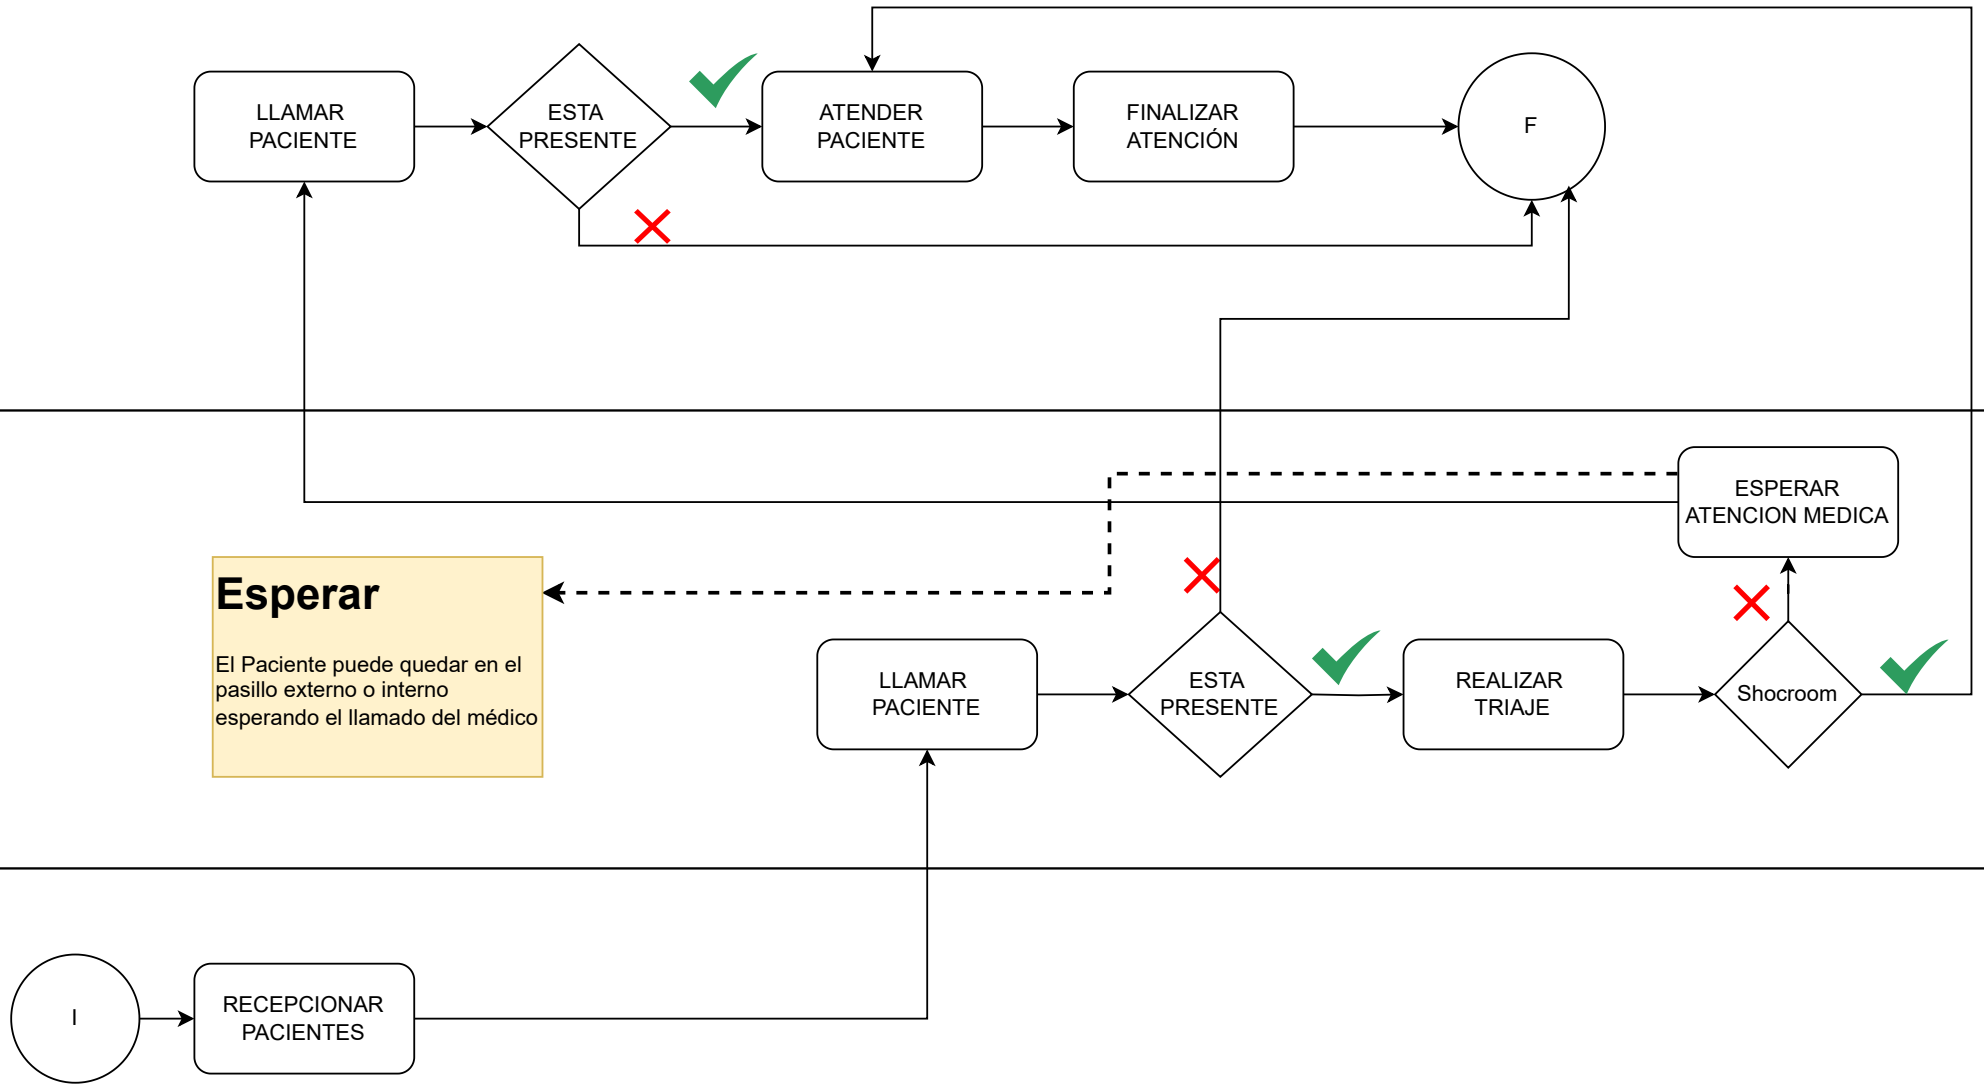 LLAMAR
PACIENTE
ESTA
PRESENTE
ATENDER
PACIENTE
FINALIZAR
ATENCIÓN
F
ESPERAR
ATENCION MEDICA
Esperar
El Paciente puede quedar en el
pasillo externo o interno
esperando el llamado del médico
LLAMAR
PACIENTE
ESTA
PRESENTE
REALIZAR
TRIAJE
Shocroom
I
RECEPCIONAR
PACIENTES